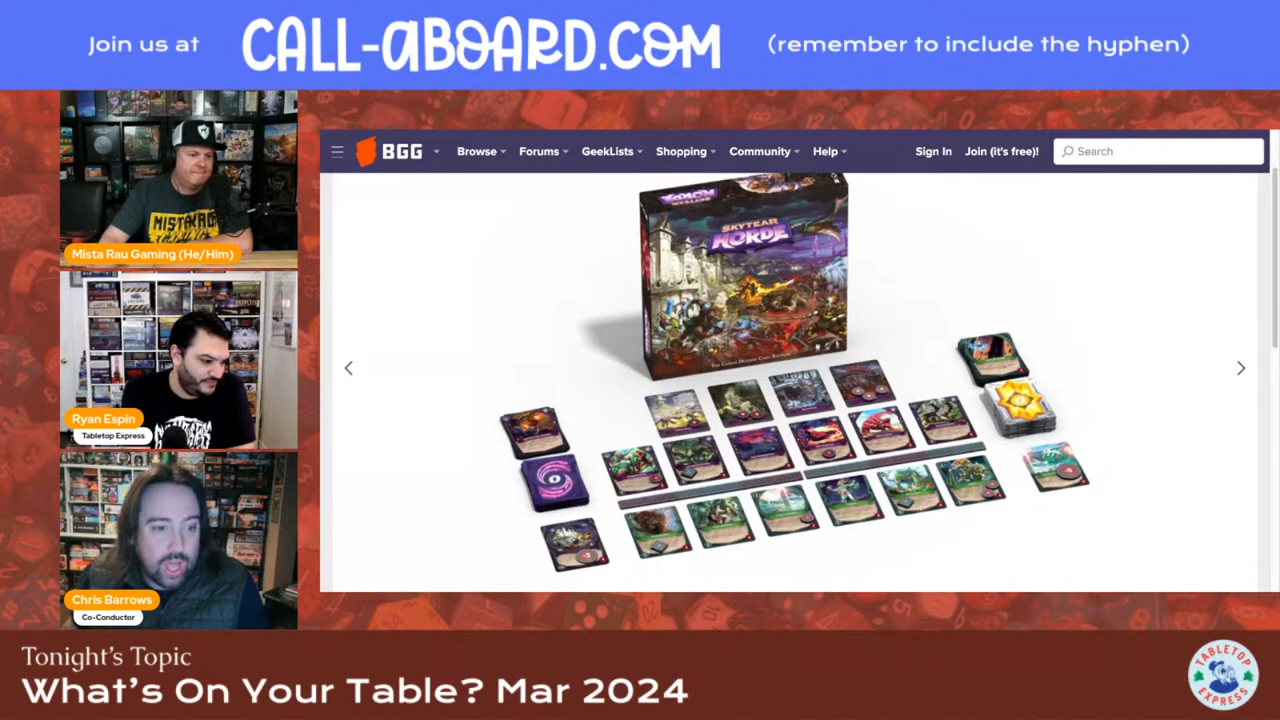 Join us at CALL-aBOARD.COM (remember to include the hyphen)
BGG Browse Forums GeekLists Shopping Community Help Sign In Join (it's free)! Search
MISTA RAU
Mista Rau Gaming (He/Him)
Ryan Espin
Tabletop Express
Chris Barrows
Co-Conductor
SKYTEAR
HORDE
Tonight's Topic
What's On Your Table? Mar 2024
TABLETOP
EXPRESS